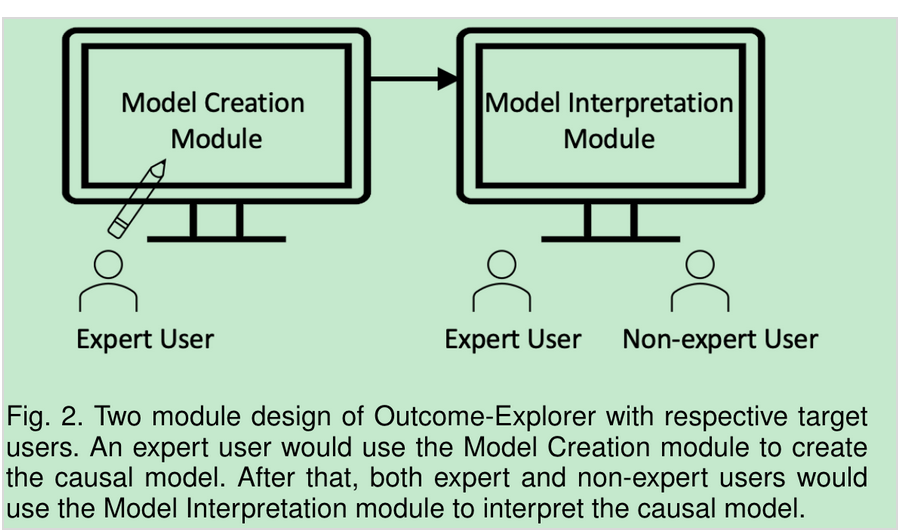 Model Creation
Module
Model Interpretation
Module
Expert User
Expert User
Non-expert User
Fig. 2. Two module design of Outcome-Explorer with respective target
users. An expert user would use the Model Creation module to create
the causal model. After that, both expert and non-expert users would
use the Model Interpretation module to interpret the causal model.